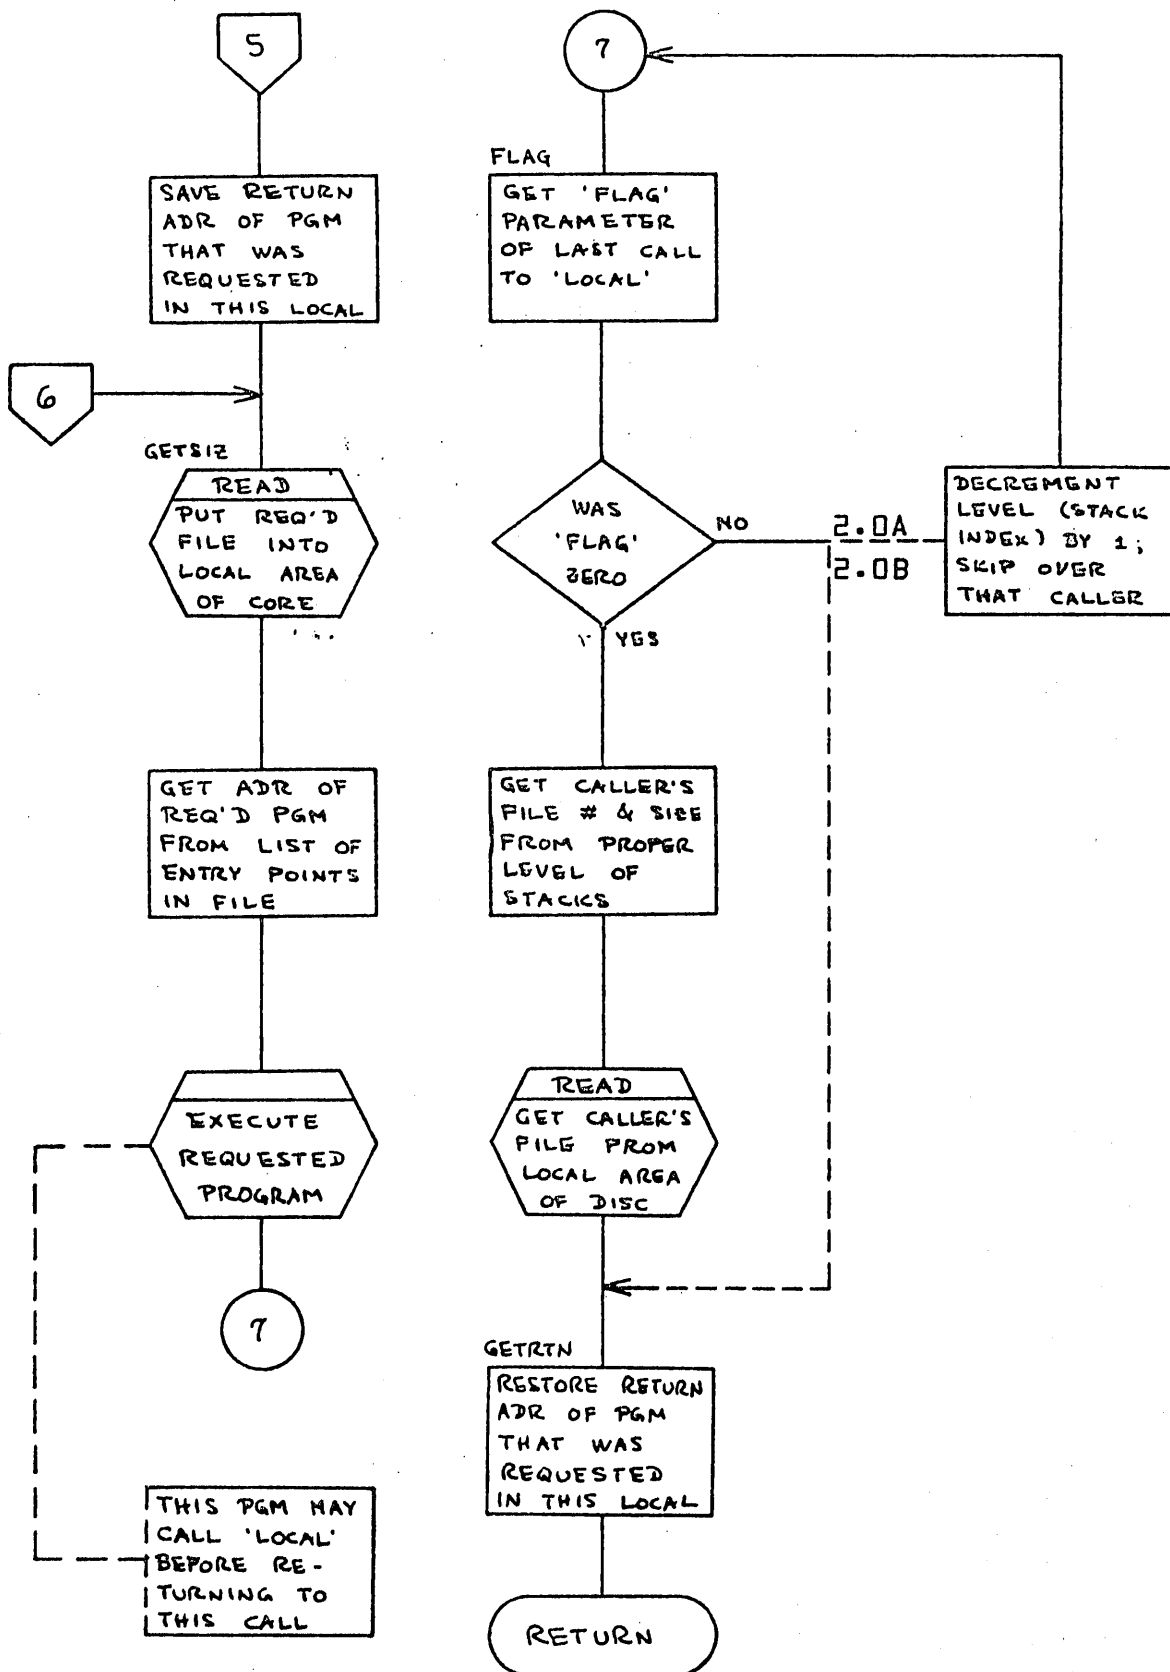 5
SAVE RETURN
ADR OF PGM
THAT WAS
REQUESTED
IN THIS LOCAL
6
GETSIZ
READ
PUT REQ'D
FILE INTO
LOCAL AREA
OF CORE
GET ADR OF
REQ'D PGM
FROM LIST OF
ENTRY POINTS
IN FILE
EXECUTE
REQUESTED
PROGRAM
7
THIS PGM MAY
CALL 'LOCAL'
BEFORE RE-
TURNING TO
THIS CALL
7
FLAG
GET 'FLAG'
PARAMETER
OF LAST CALL
TO 'LOCAL'
WAS
'FLAG'
ZERO
NO
2.0A
2.0B
DECREMENT
LEVEL (STACK
INDEX) BY 1;
SKIP OVER
THAT CALLER
YES
GET CALLER'S
FILE # & SIZE
FROM PROPER
LEVEL OF
STACKS
READ
GET CALLER'S
FILE FROM
LOCAL AREA
OF DISC
GETRTN
RESTORE RETURN
ADR OF PGM
THAT WAS
REQUESTED
IN THIS LOCAL
RETURN